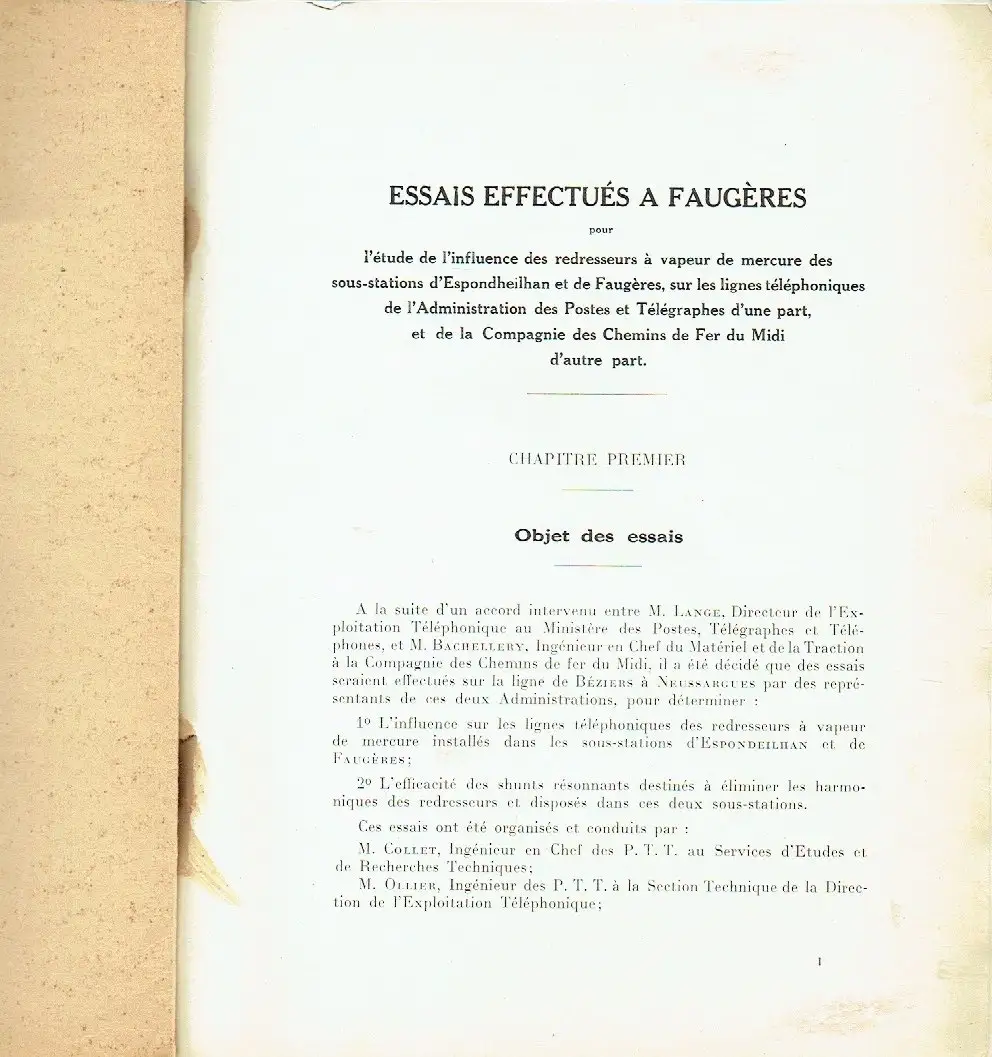 ESSAIS EFFECTUÉS A FAUGÈRES
pour
l'étude de l'influence des redresseurs à vapeur de mercure des
sous-stations d'Espondheilhan et de Faugères, sur les lignes téléphoniques
de l'Administration des Postes et Télégraphes d'une part,
et de la Compagnie des Chemins de Fer du Midi
d'autre part.
CHAPITRE PREMIER
Objet des essais
A la suite d'un accord intervenu entre M. LANGE, Directeur de l'Ex-
ploitation Téléphonique au Ministère des Postes, Télégraphes et Télé-
phones, et M. BACHELLERY, Ingénieur en Chef du Matériel et de la Traction
à la Compagnie des Chemins de fer du Midi, il a été décidé que des essais
seraient effectués sur la ligne de BÉZIERS à NEUSSARGUES par des repré-
sentants de ces deux Administrations, pour déterminer :
1º L'influence sur les lignes téléphoniques des redresseurs à vapeur
de mercure installés dans les sous-stations d'ESPONDEILHAN et de
FAUGÈRES;
2º L'efficacité des shunts résonnants destinés à éliminer les harmo-
niques des redresseurs et disposés dans ces deux sous-stations.
Ces essais ont été organisés et conduits par :
M. COLLET, Ingénieur en Chef des P. T. T. au Services d'Etudes et
de Recherches Techniques;
M. OLLIER, Ingénieur des P. T. T. à la Section Technique de la Direc-
tion de l'Exploitation Téléphonique;
1